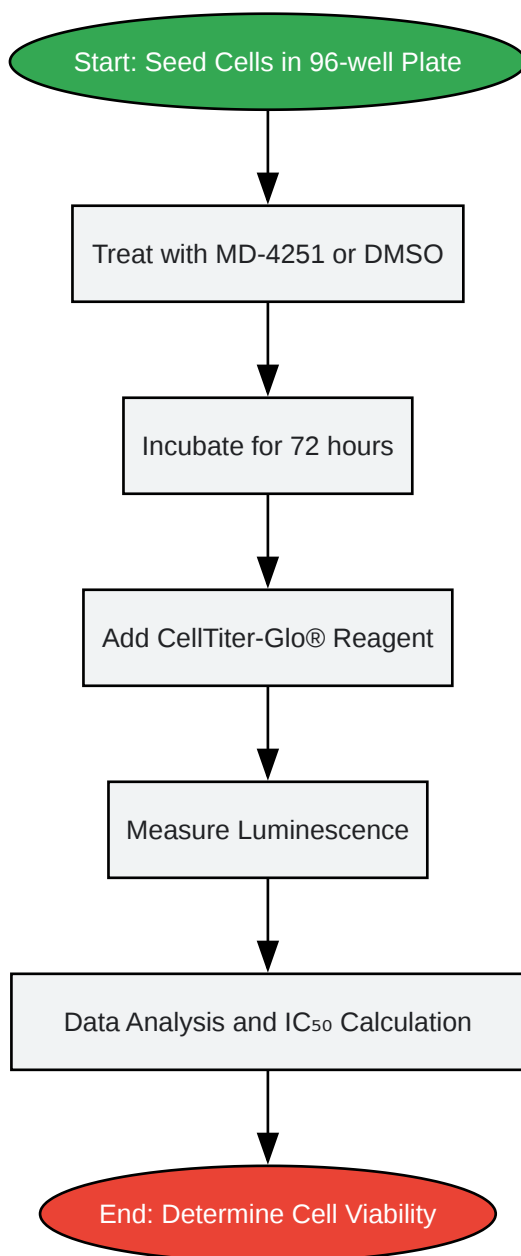 Start: Seed Cells in 96-well Plate
Treat with MD-4251 or DMSO
Incubate for 72 hours
Add CellTiter-Glo® Reagent
Measure Luminescence
Data Analysis and IC₅₀ Calculation
End: Determine Cell Viability